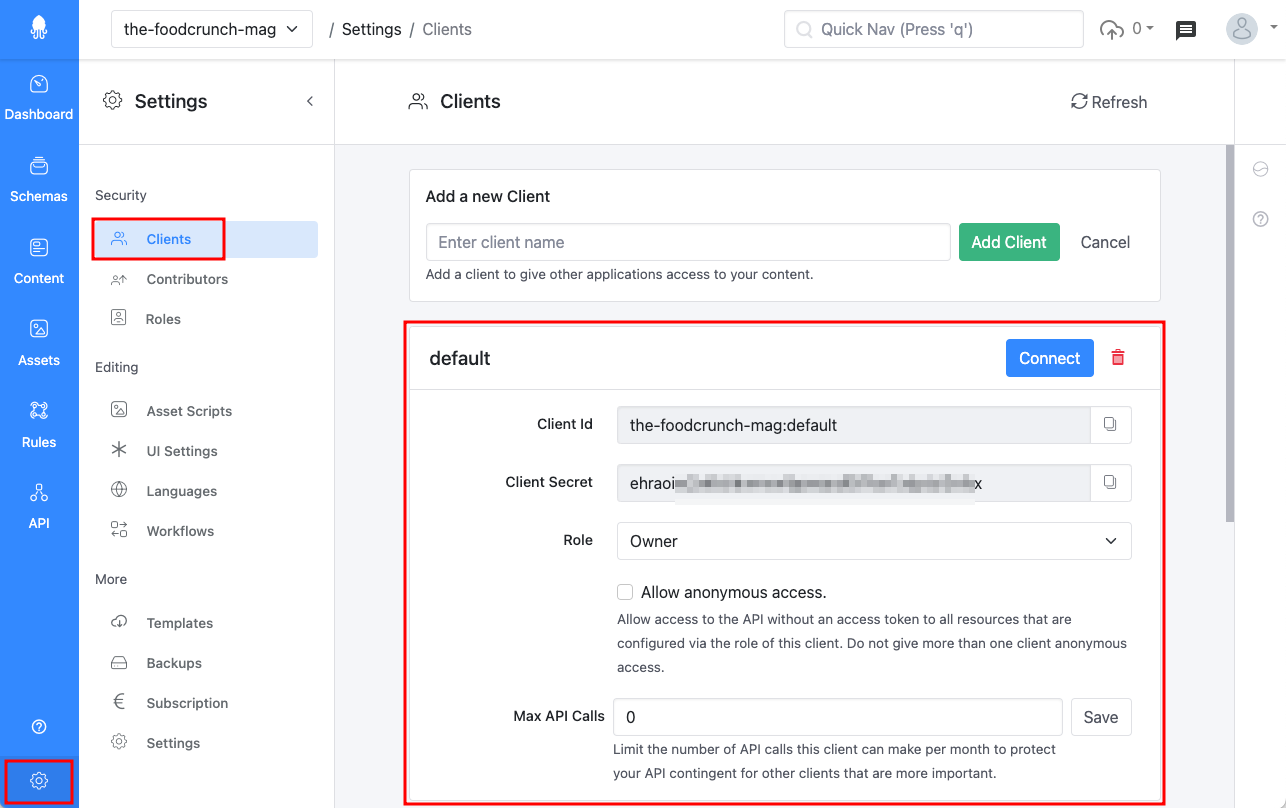 the-foodcrunch-mag / Settings / Clients
Quick Nav (Press 'q')
0
Dashboard
Schemas
Content
Assets
Rules
API
Settings
Security
Clients
Contributors
Roles
Editing
Asset Scripts
UI Settings
Languages
Workflows
More
Templates
Backups
Subscription
Settings
Clients
Refresh
Add a new Client
Enter client name
Add Client
Cancel
Add a client to give other applications access to your content.
default
Connect
Client Id
the-foodcrunch-mag:default
Client Secret
Role
Owner
Allow anonymous access.
Allow access to the API without an access token to all resources that are
configured via the role of this client. Do not give more than one client anonymous
access.
Max API Calls
0
Save
Limit the number of API calls this client can make per month to protect
your API contingent for other clients that are more important.